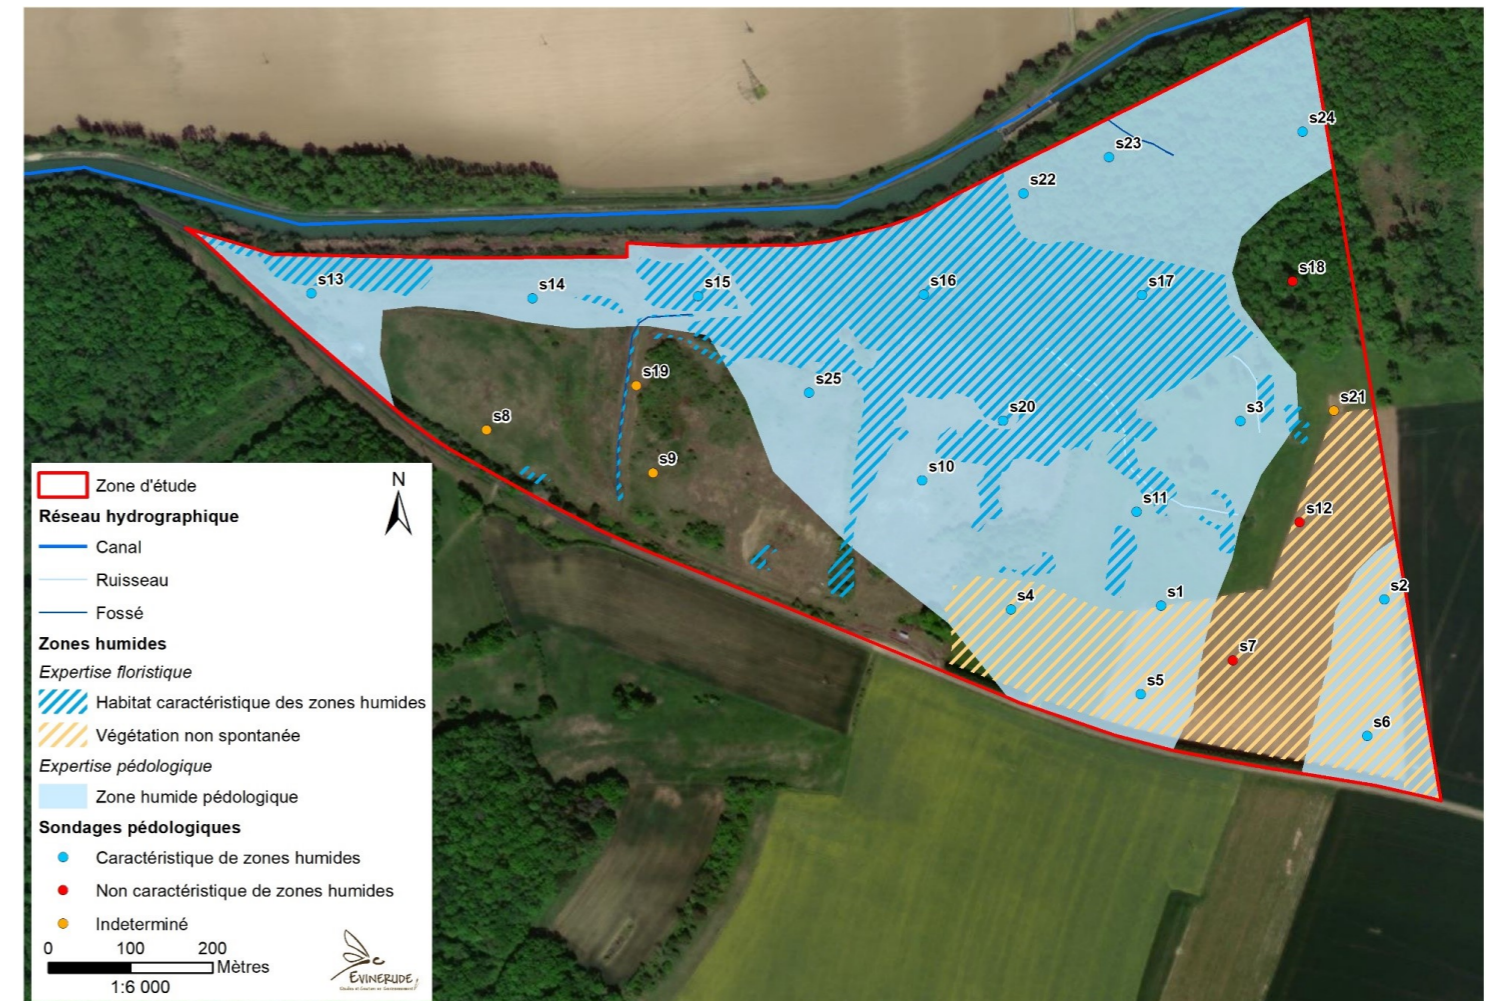 s24
s23
s22
s18
s13
s14
s15
s16
s17
s19
s25
s21
s8
s20
s3
s9
s10
s11
s12
s4
s1
s2
s7
s5
s6
Zone d'étude
N
Réseau hydrographique
Canal
Ruisseau
Fossé
Zones humides
Expertise floristique
Habitat caractéristique des zones humides
Végétation non spontanée
Expertise pédologique
Zone humide pédologique
Sondages pédologiques
Caractéristique de zones humides
Non caractéristique de zones humides
Indeterminé
0 100 200
Mètres
1:6 000
EVINERUDE